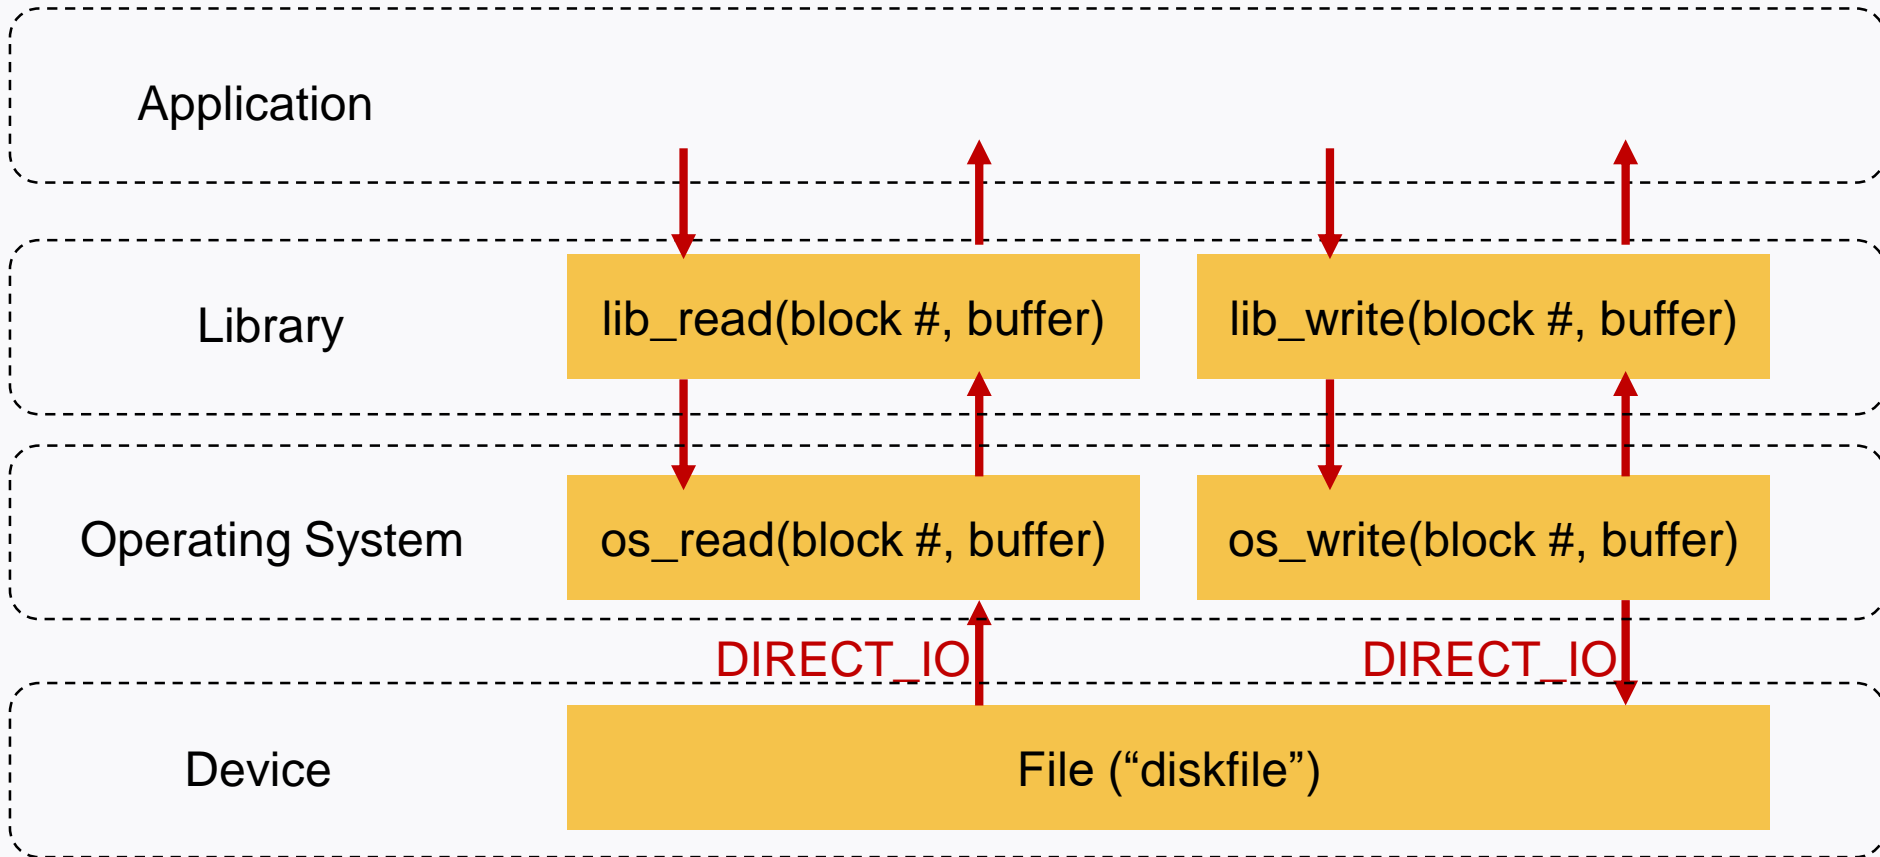 Application
Library
lib_read(block #, buffer)
lib_write(block #, buffer)
Operating System
os_read(block #, buffer)
os_write(block #, buffer)
DIRECT_IO
DIRECT_IO
Device
File (“diskfile”)